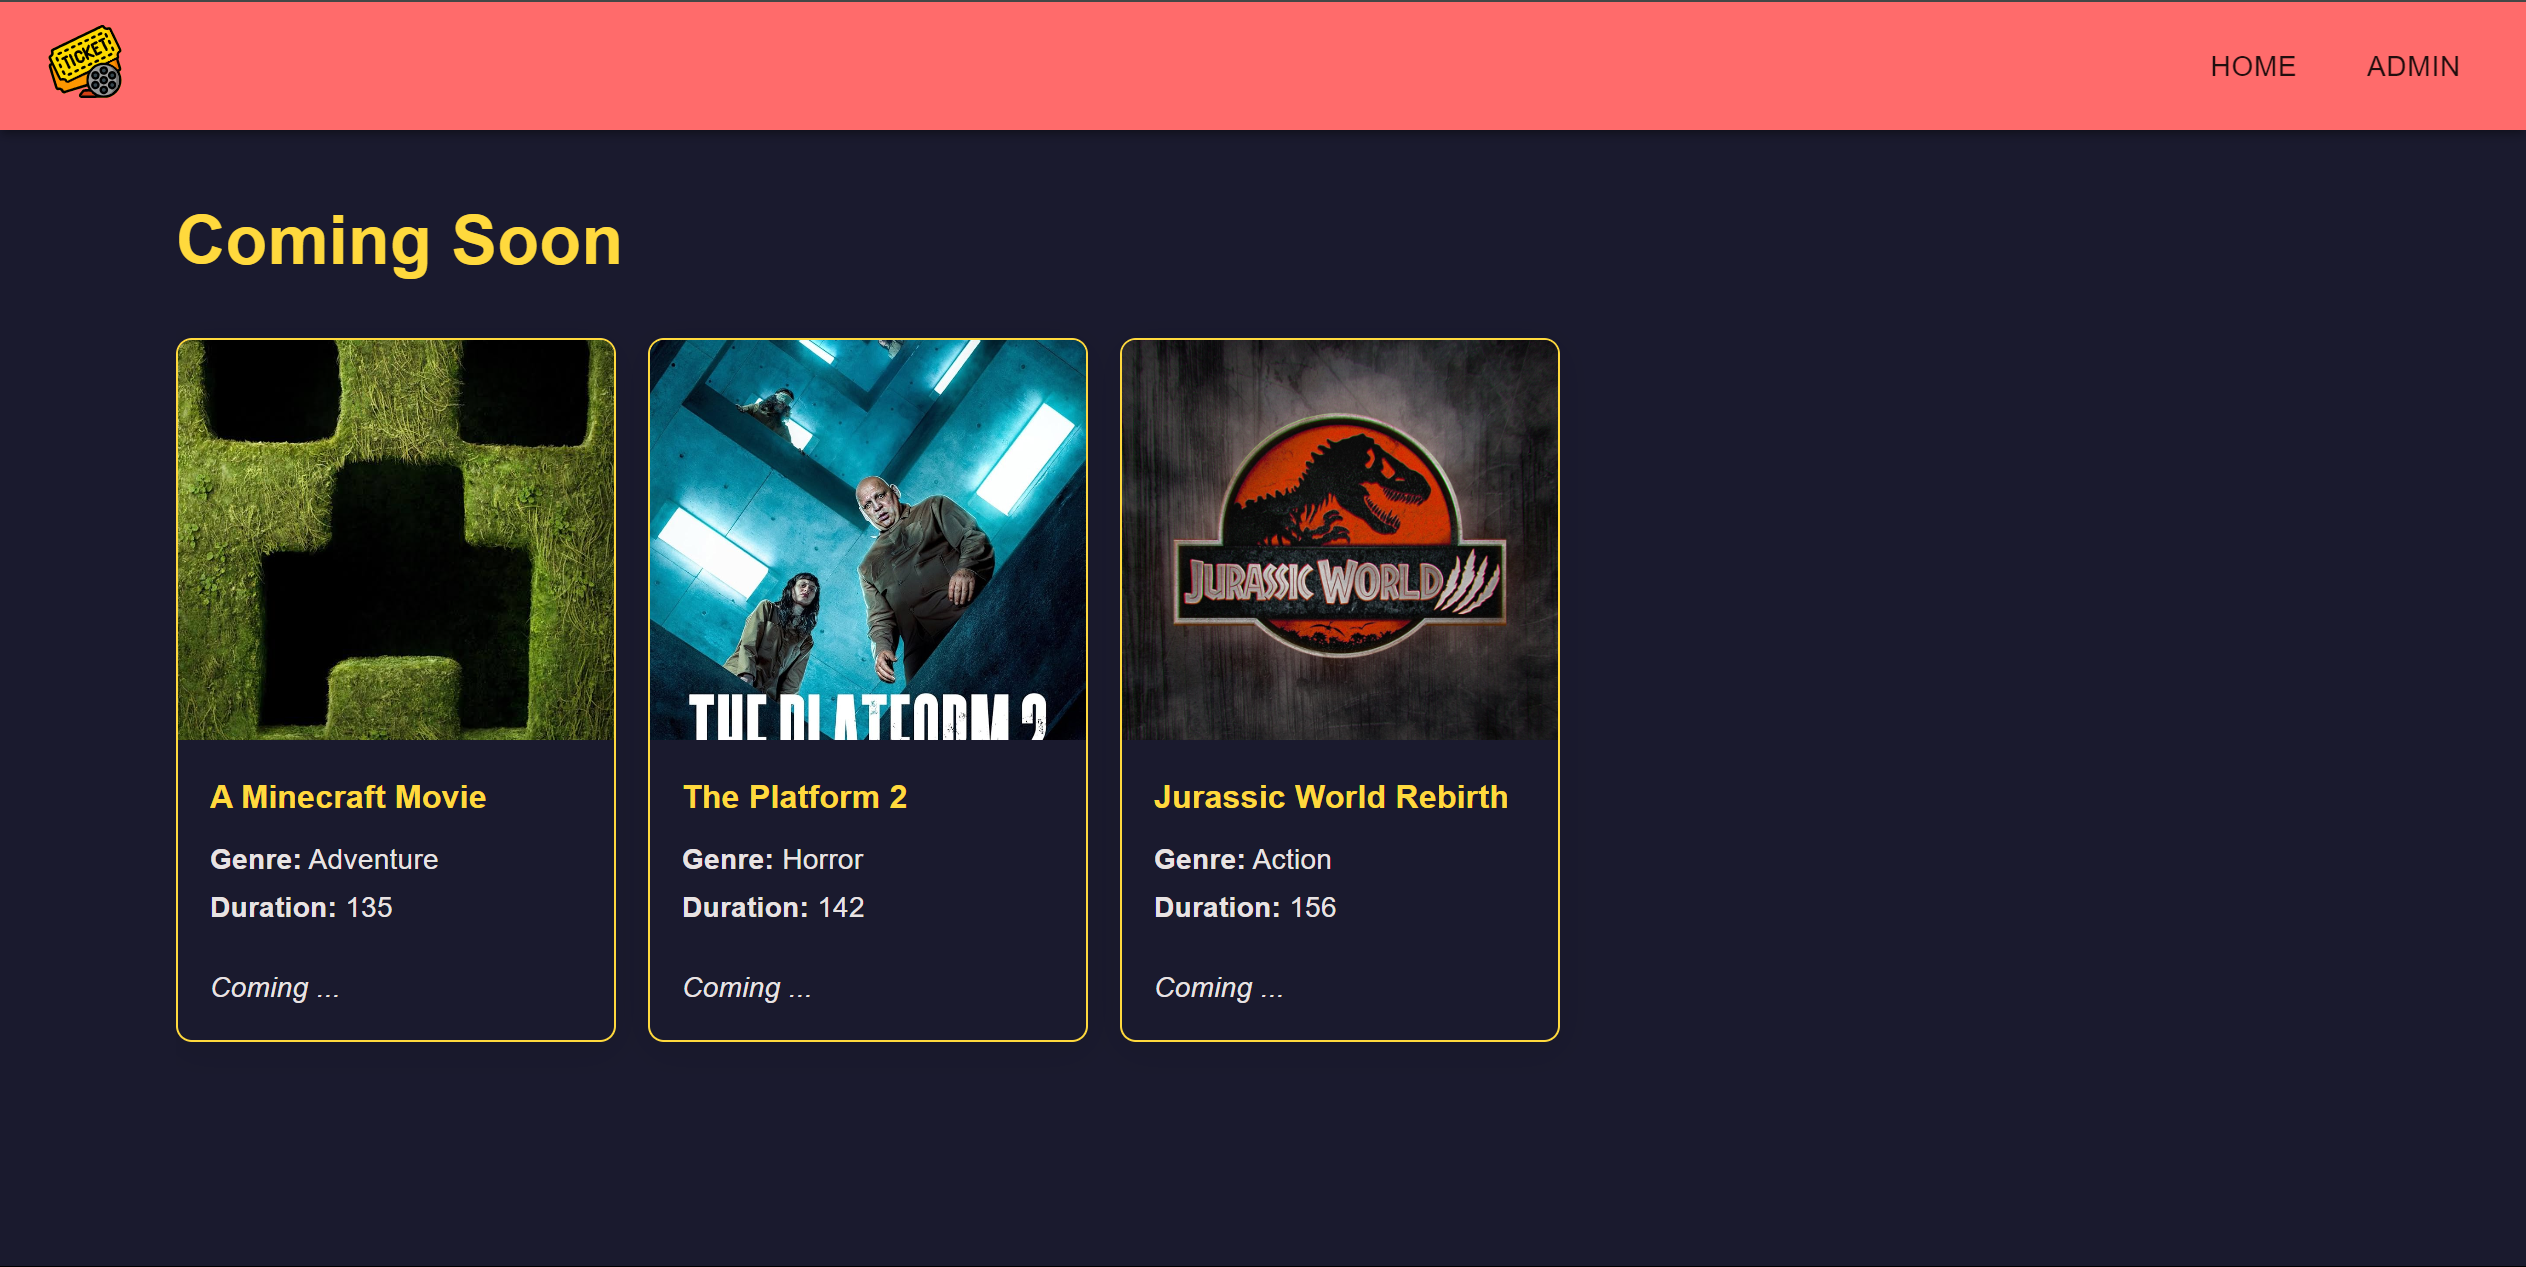 TICKET
HOME
ADMIN
Coming Soon
THE PLATFORM 2
JURASSIC WORLD
A Minecraft Movie
Genre: Adventure
Duration: 135
Coming ...
The Platform 2
Genre: Horror
Duration: 142
Coming ...
Jurassic World Rebirth
Genre: Action
Duration: 156
Coming ...